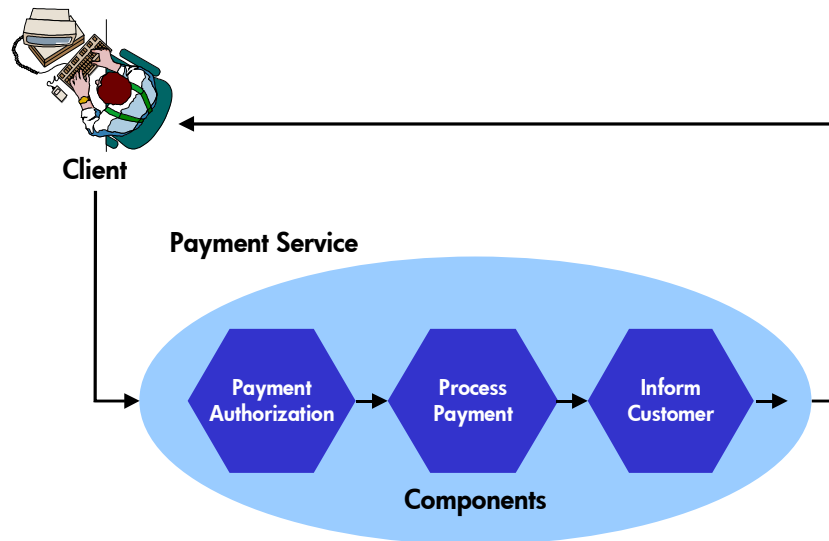 Client
Payment Service
Payment
Authorization
Process
Payment
Inform
Customer
Components